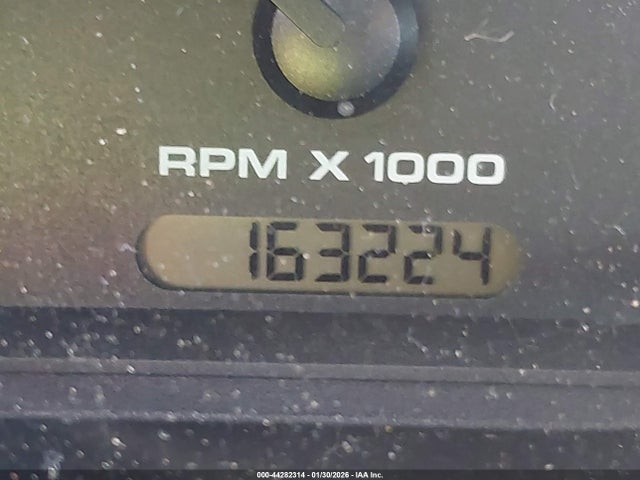 RPM X 1000
163224
000-44282314 - 01/30/2026 - IAA Inc.